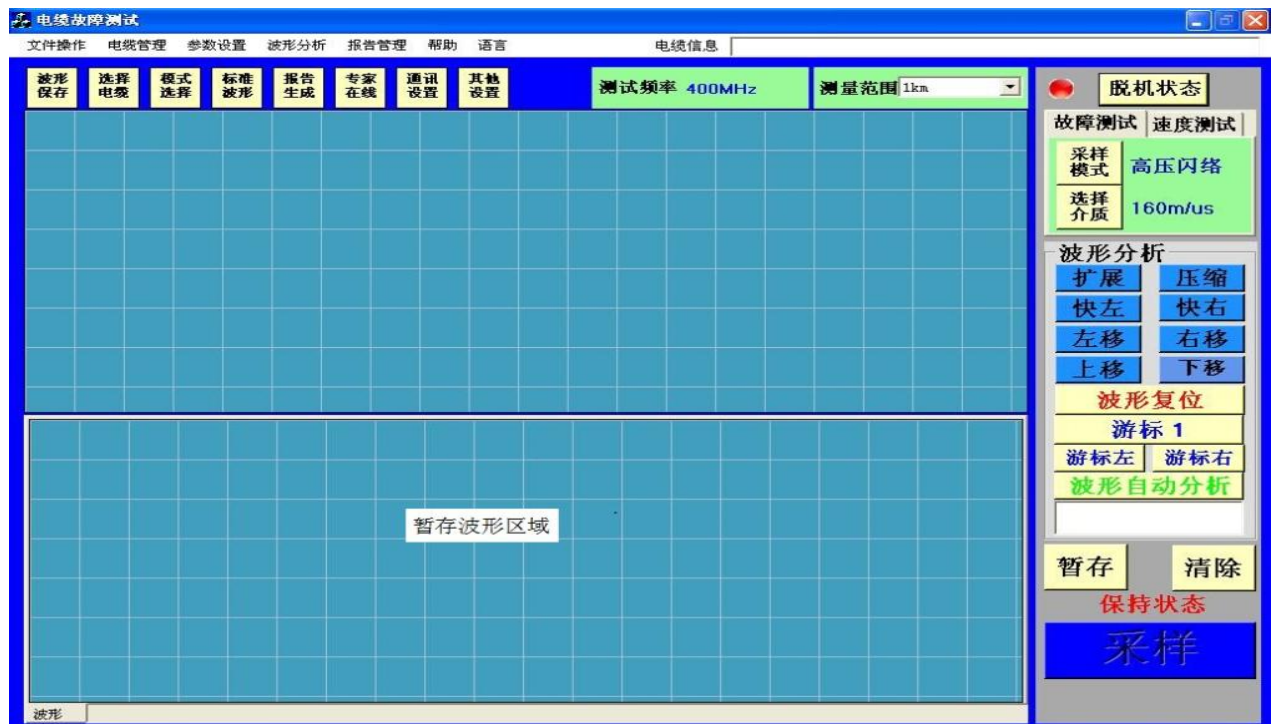 电缆故障测试
文件操作 电缆管理 参数设置 波形分析 报告管理 帮助 语言 电缆信息
波形保存 选择电缆 模式选择 标准波形 报告生成 专家在线 通讯设置 其他设置 测试频率 400MHz 测量范围 1km 脱机状态
故障测试 速度测试
采样模式 高压闪络
选择介质 160m/us
波形分析
扩展 压缩
快左 快右
左移 右移
上移 下移
波形复位
游标 1
游标左 游标右
波形自动分析
暂存波形区域
暂存 清除
保持状态
采样
波形